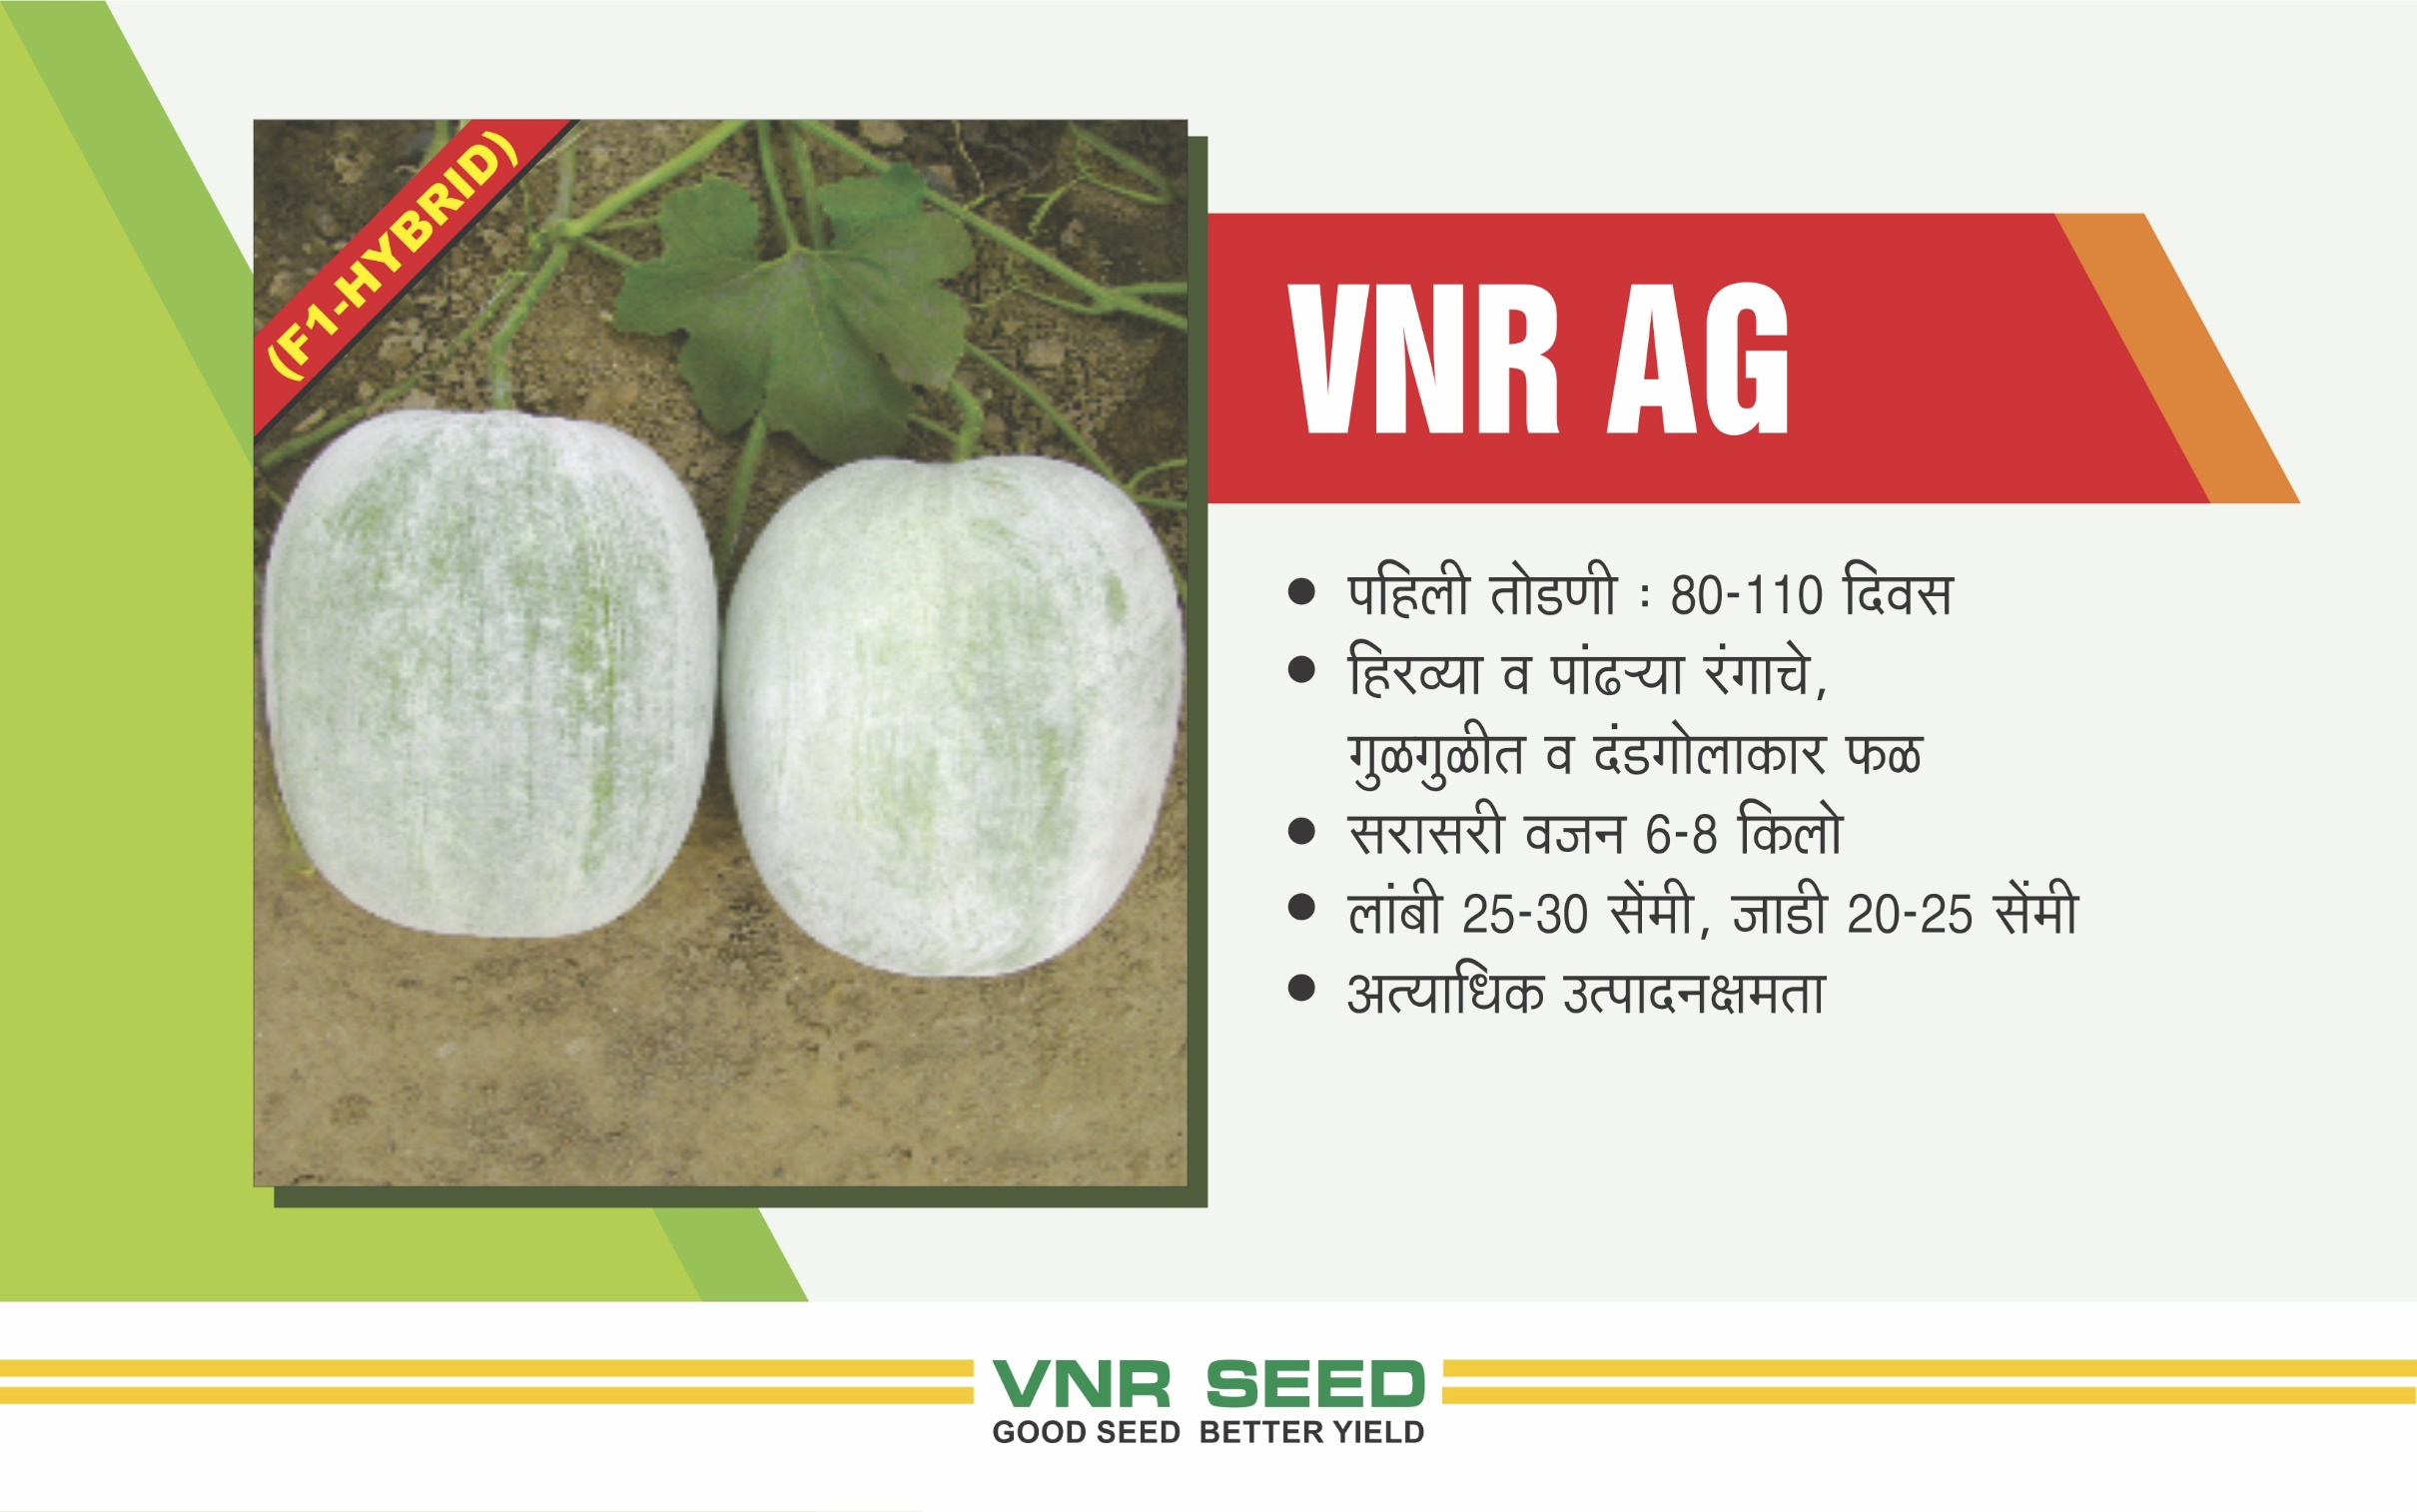 (F1-HYBRID))
VNR AG
● पहिली तोडणी : 80-110 दिवस
● हिरव्या व पांढऱ्या रंगाचे,
गुळगुळीत व दंडगोलाकार फळ
● सरासरी वजन 6-8 किलो
● लांबी 25-30 सेंमी, जाडी 20-25 सेंमी
● अत्याधिक उत्पादनक्षमता
VNR SEED
GOOD SEED BETTER YIELD